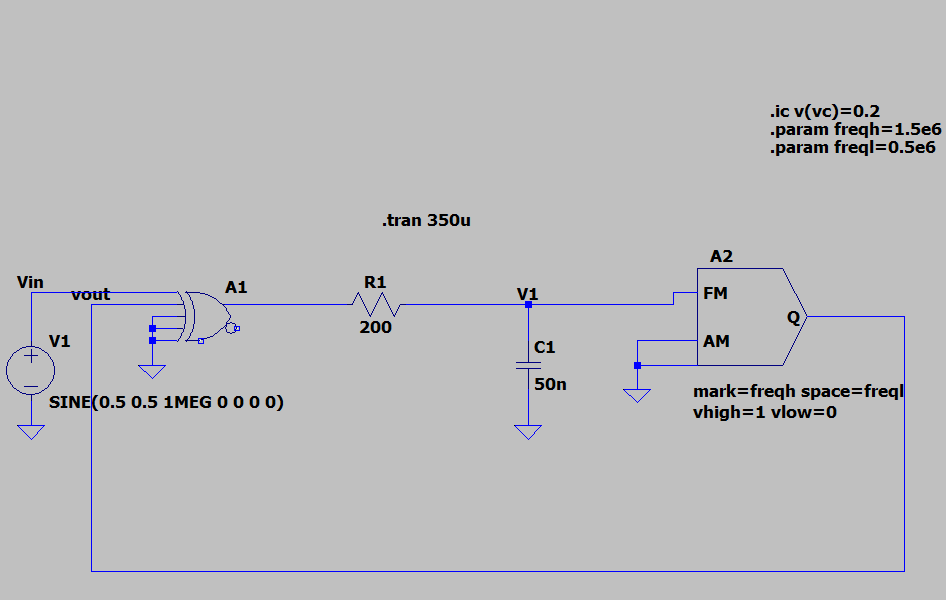 .ic v(vc)=0.2
.param freqh=1.5e6
.param freql=0.5e6
.tran 350u
A2
Vin
A1
R1
vout
V1
FM
200
Q
V1
C1
AM
50n
mark=freqh space=freql
SINE(0.5 0.5 1MEG 0 0 0 0)
vhigh=1 vlow=0